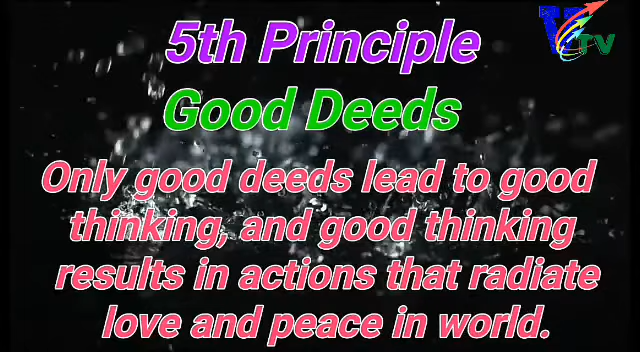 5th Principle
Good Deeds
Only good deeds lead to good
thinking, and good thinking
results in actions that radiate
love and peace in world.
TV